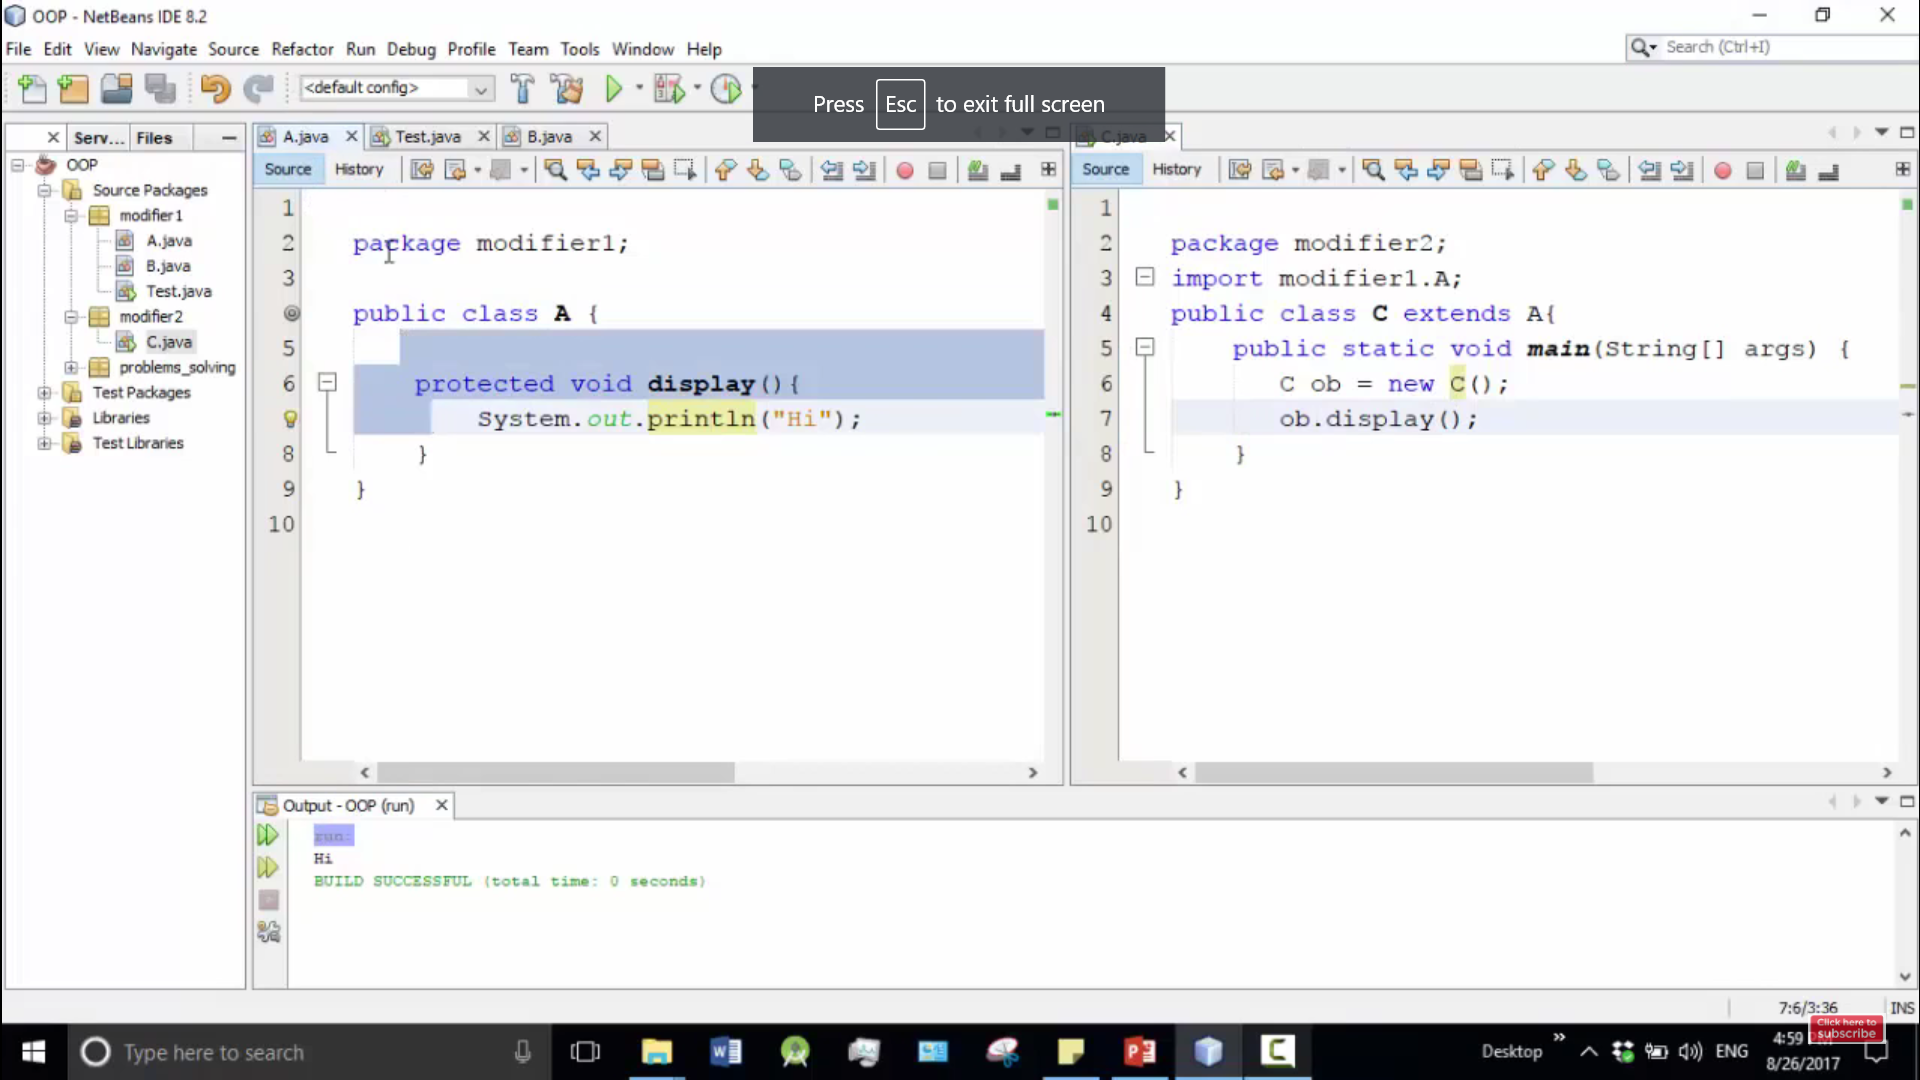 OOP - NetBeans IDE 8.2
File Edit View Navigate Source Refactor Run Debug Profile Team Tools Window Help
Search (Ctrl+I)
<default config>
Press Esc to exit full screen
Serv... Files
A.java Test.java B.java
C.java
Source History
Source History
OOP
Source Packages
modifier1
A.java
B.java
Test.java
modifier2
C.java
problems_solving
Test Packages
Libraries
Test Libraries
1
2 package modifier1;
3
4 public class A {
5
6 protected void display(){
7 System.out.println("Hi");
8 }
9 }
10
1
2 package modifier2;
3 import modifier1.A;
4 public class C extends A{
5 public static void main(String[] args) {
6 C ob = new C();
7 ob.display();
8 }
9 }
10
Output - OOP (run)
run:
Hi
BUILD SUCCESSFUL (total time: 0 seconds)
7:6/3:36 INS
Click here to
subscribe
Type here to search
Desktop
ENG
4:59
8/26/2017